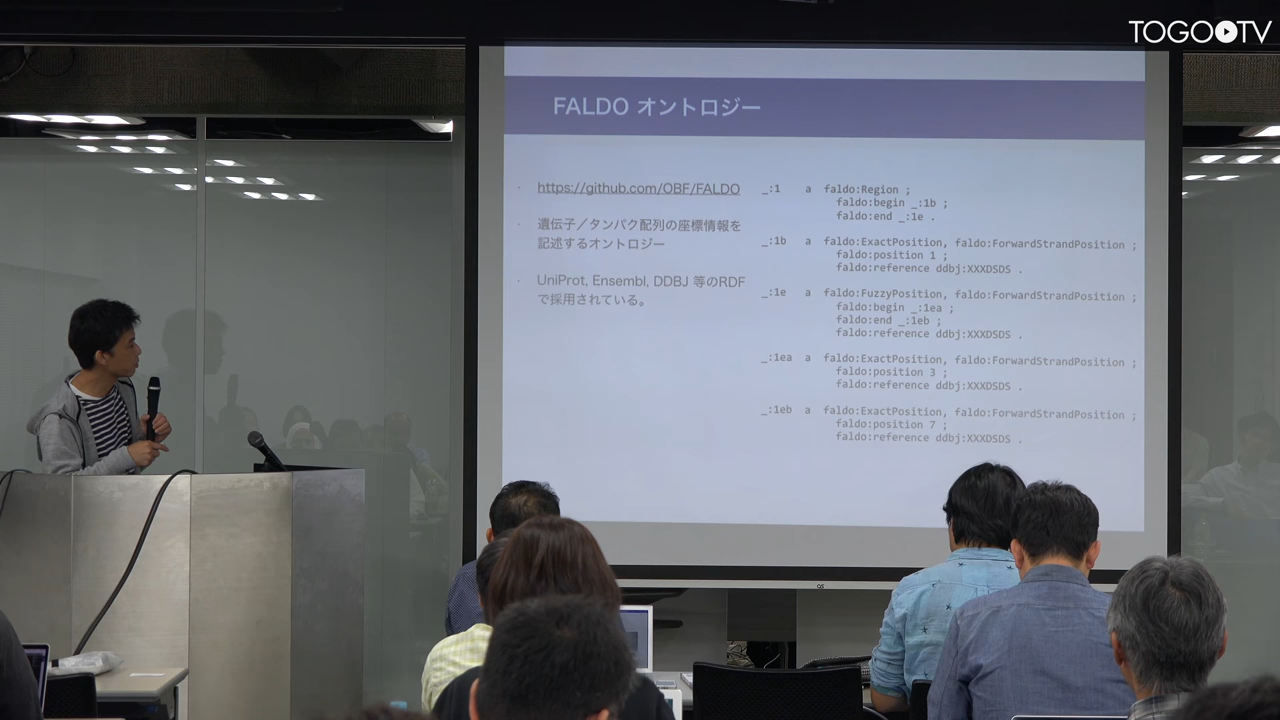 TOGO TV
FALDO オントロジー
https://github.com/OBF/FALDO
遺伝子／タンパク配列の座標情報を
記述するオントロジー
UniProt, Ensembl, DDBJ 等のRDF
で採用されている。
_:1 a faldo:Region ;
faldo:begin _:1b ;
faldo:end _:1e .
_:1b a faldo:ExactPosition, faldo:ForwardStrandPosition ;
faldo:position 1 ;
faldo:reference ddbj:XXXDSDS .
_:1e a faldo:FuzzyPosition, faldo:ForwardStrandPosition ;
faldo:begin _:1ea ;
faldo:end _:1eb ;
faldo:reference ddbj:XXXDSDS .
_:1ea a faldo:ExactPosition, faldo:ForwardStrandPosition ;
faldo:position 3 ;
faldo:reference ddbj:XXXDSDS .
_:1eb a faldo:ExactPosition, faldo:ForwardStrandPosition ;
faldo:position 7 ;
faldo:reference ddbj:XXXDSDS .